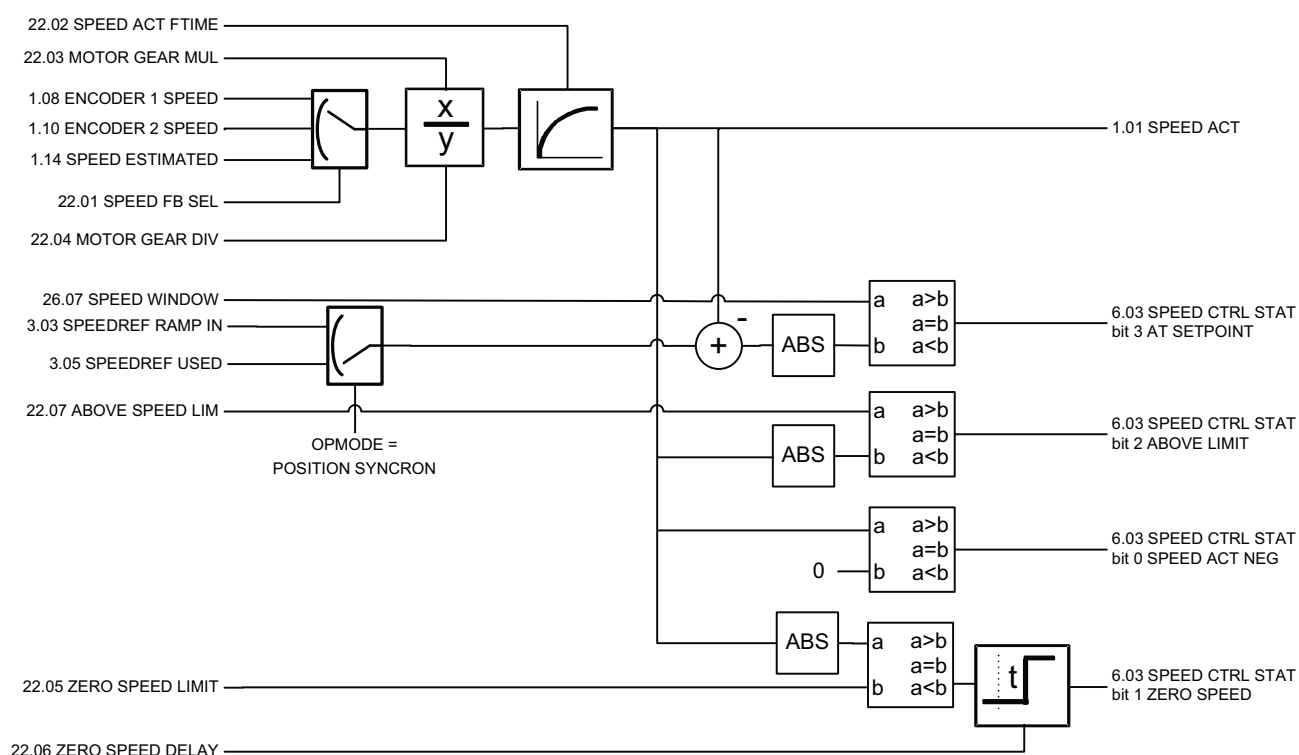 22.02 SPEED ACT FTIME
22.03 MOTOR GEAR MUL
1.08 ENCODER 1 SPEED
1.10 ENCODER 2 SPEED
1.14 SPEED ESTIMATED
22.01 SPEED FB SEL
22.04 MOTOR GEAR DIV
x
y
1.01 SPEED ACT
26.07 SPEED WINDOW
3.03 SPEEDREF RAMP IN
3.05 SPEEDREF USED
OPMODE =
POSITION SYNCRON
+
-
ABS
a a>b
a=b
b a<b
6.03 SPEED CTRL STAT
bit 3 AT SETPOINT
22.07 ABOVE SPEED LIM
ABS
a a>b
a=b
b a<b
6.03 SPEED CTRL STAT
bit 2 ABOVE LIMIT
0
a a>b
a=b
b a<b
6.03 SPEED CTRL STAT
bit 0 SPEED ACT NEG
ABS
22.05 ZERO SPEED LIMIT
a a>b
a=b
b a<b
t
6.03 SPEED CTRL STAT
bit 1 ZERO SPEED
22.06 ZERO SPEED DELAY